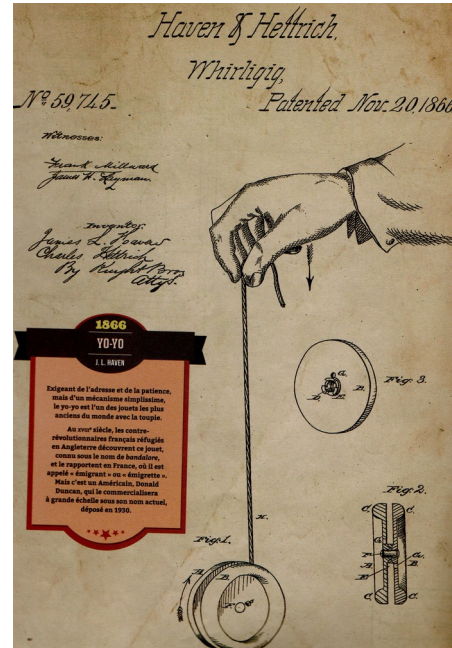 Haven & Hettrich,
Whirligig,
Nº 59,745.
Patented Nov. 20,1866
Witnesses:
Frank Millward
James H. Leyman.
Inventor:
James L. Haven
Charles Hettrich
By Knight Bros
Attys.
1866
YO-YO
J. L. HAVEN
Exigeant de l'adresse et de la patience,
mais d'un mécanisme simplissime,
le yo-yo est l'un des jouets les plus
anciens du monde avec la toupie.
Au XVIIIᵉ siècle, les contre-
révolutionnaires français réfugiés
en Angleterre découvrent ce jouet,
connu sous le nom de bandalore,
et le rapportent en France, où il est
appelé « émigrant » ou « émigrette ».
Mais c'est un Américain, Donald
Duncan, qui le commercialisera
à grande échelle sous son nom actuel,
déposé en 1930.
Fig. 3.
Fig. 2.
Fig. 1.